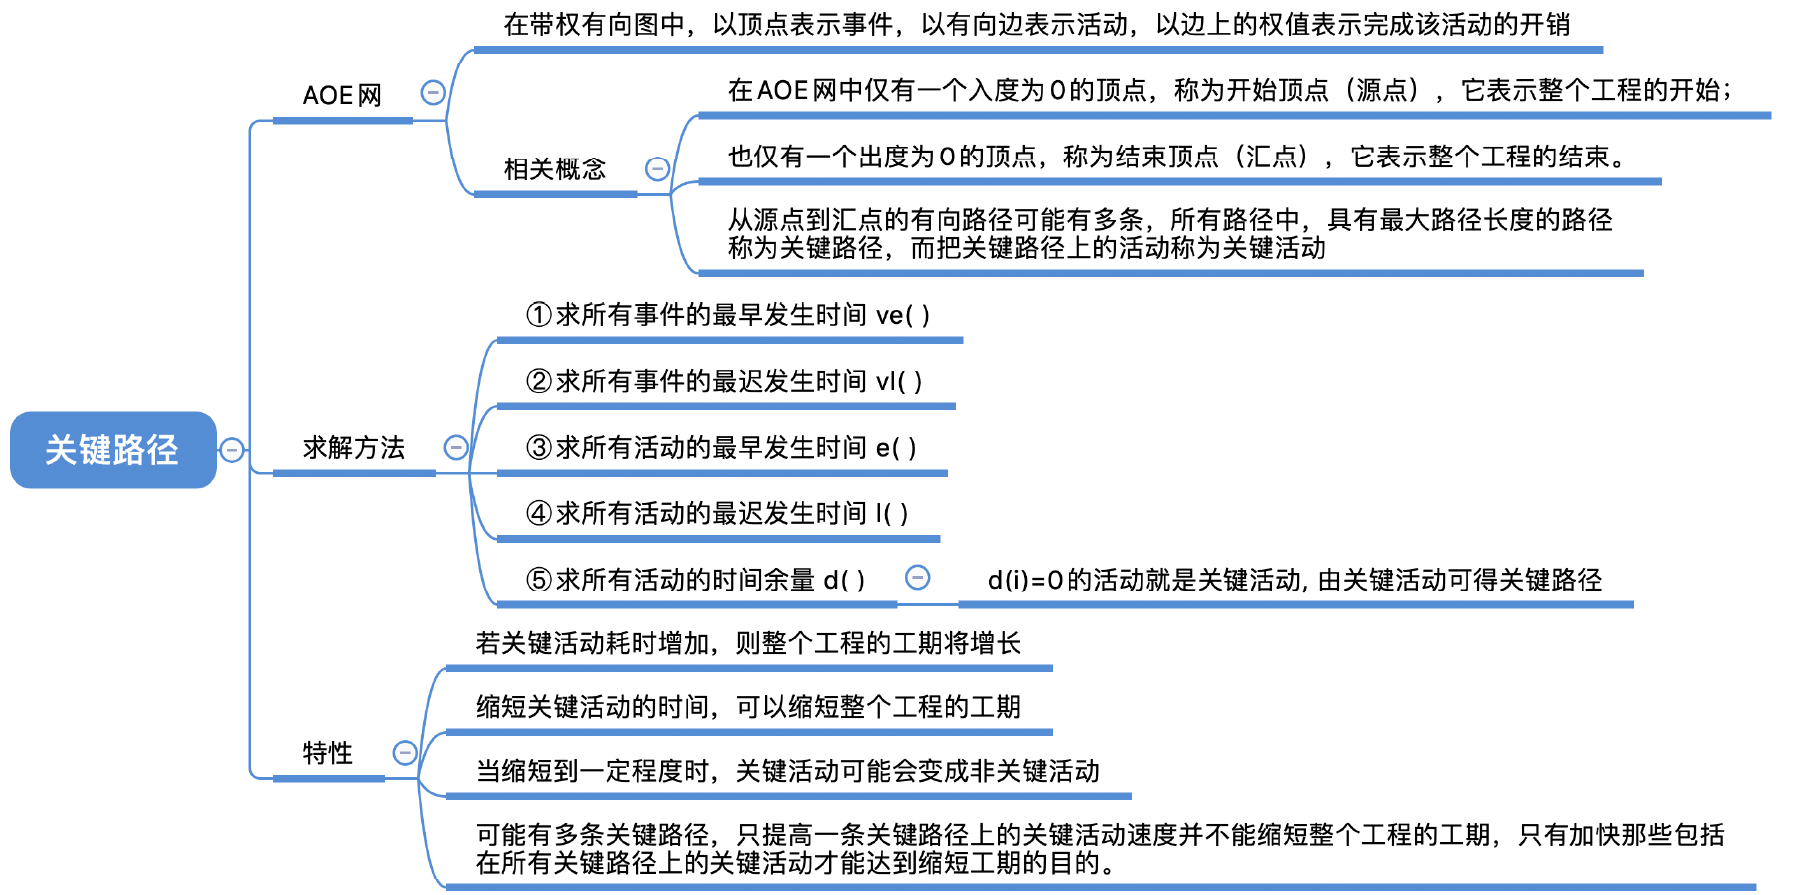 在带权有向图中，以顶点表示事件，以有向边表示活动，以边上的权值表示完成该活动的开销
AOE网
在AOE网中仅有一个入度为0的顶点，称为开始顶点（源点），它表示整个工程的开始；
也仅有一个出度为0的顶点，称为结束顶点（汇点），它表示整个工程的结束。
相关概念
从源点到汇点的有向路径可能有多条，所有路径中，具有最大路径长度的路径
称为关键路径，而把关键路径上的活动称为关键活动
①求所有事件的最早发生时间 ve( )
②求所有事件的最迟发生时间 vl( )
关键路径
求解方法
③求所有活动的最早发生时间 e( )
④求所有活动的最迟发生时间 l( )
⑤求所有活动的时间余量 d( )
d(i)=0的活动就是关键活动, 由关键活动可得关键路径
若关键活动耗时增加，则整个工程的工期将增长
缩短关键活动的时间，可以缩短整个工程的工期
特性
当缩短到一定程度时，关键活动可能会变成非关键活动
可能有多条关键路径，只提高一条关键路径上的关键活动速度并不能缩短整个工程的工期，只有加快那些包括
在所有关键路径上的关键活动才能达到缩短工期的目的。